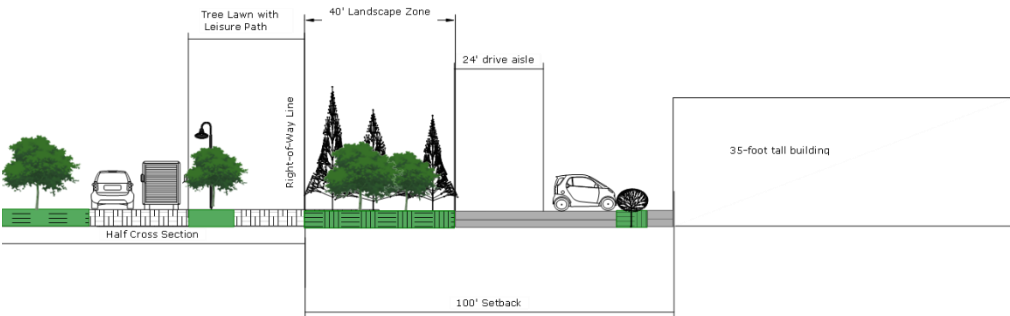 Tree Lawn with
Leisure Path
40' Landscape Zone
24' drive aisle
Right-of-Way Line
35-foot tall building
Half Cross Section
100' Setback